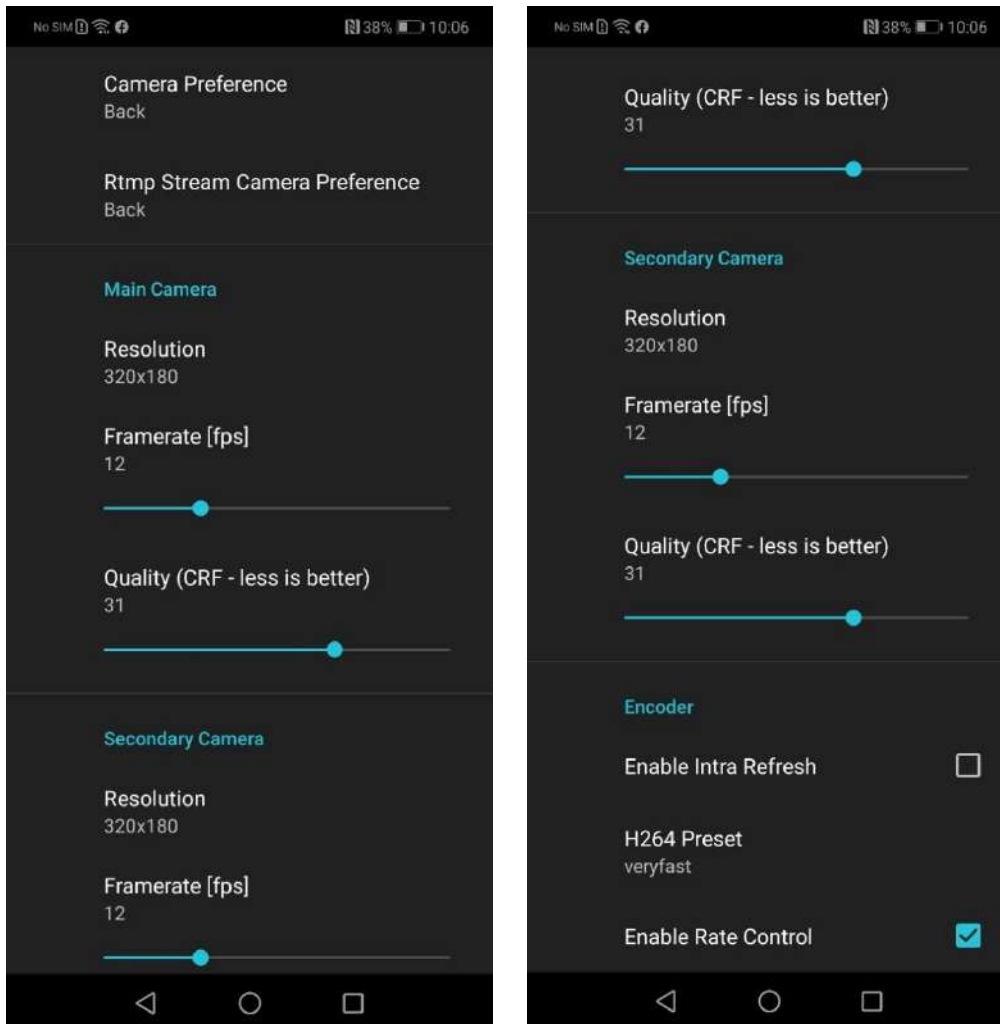 No SIM 38% 10:06
Camera Preference
Back
Rtmp Stream Camera Preference
Back
Main Camera
Resolution
320x180
Framerate [fps]
12
Quality (CRF - less is better)
31
Secondary Camera
Resolution
320x180
Framerate [fps]
12
No SIM 38% 10:06
Quality (CRF - less is better)
31
Secondary Camera
Resolution
320x180
Framerate [fps]
12
Quality (CRF - less is better)
31
Encoder
Enable Intra Refresh
H264 Preset
veryfast
Enable Rate Control